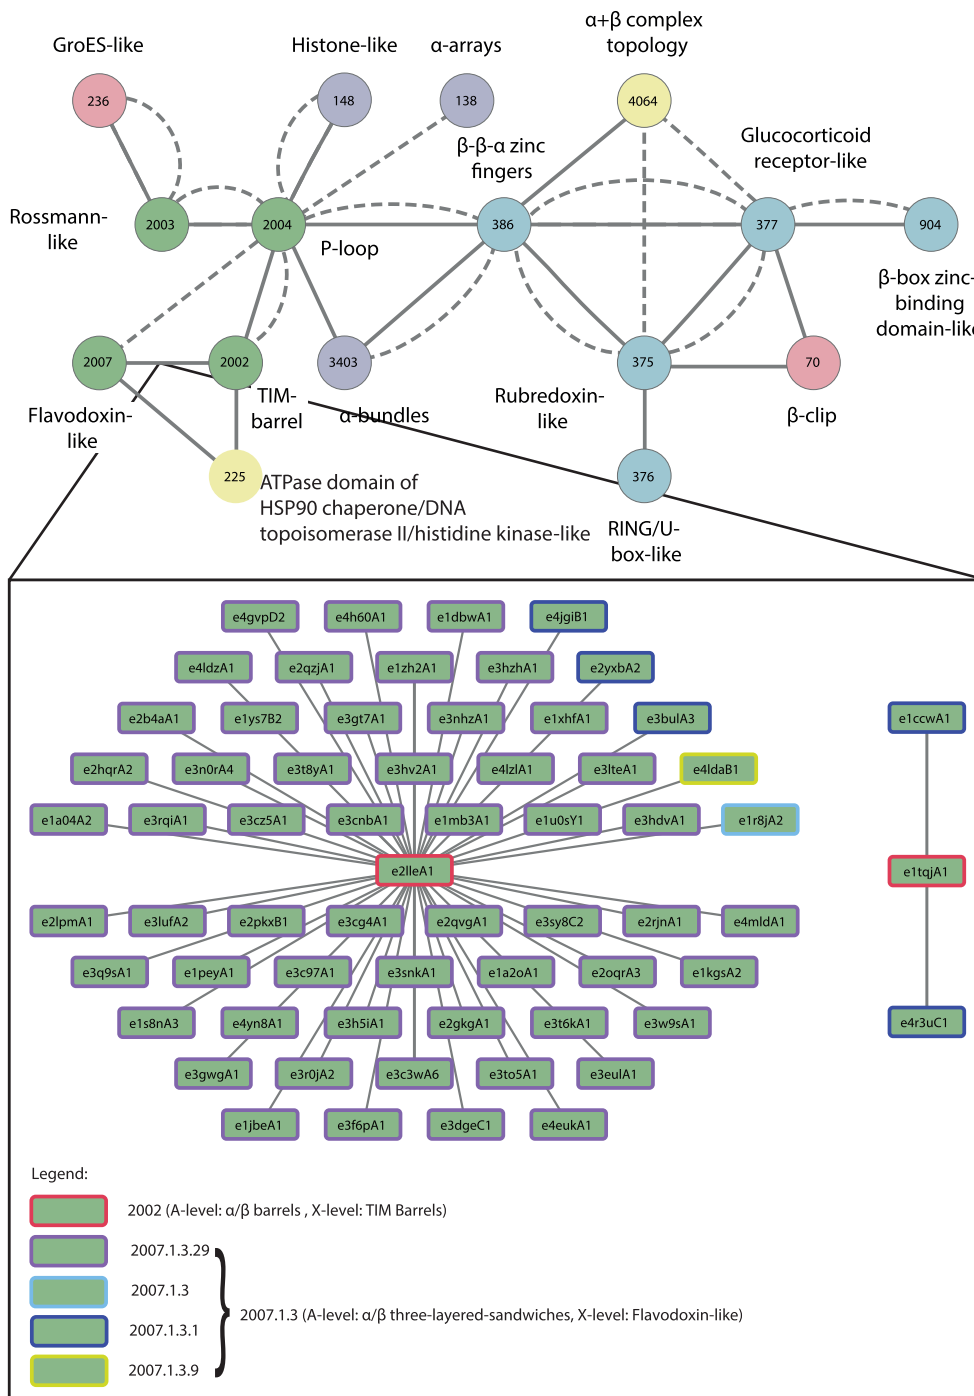 α+β complex
topology
GroES-like
Histone-like
α-arrays
236
148
138
4064
β-β-α zinc
fingers
Glucocorticoid
receptor-like
Rossmann-
like
2003
2004
386
377
904
P-loop
β-box zinc-
binding
domain-like
2007
2002
3403
375
70
Flavodoxin-
like
TIM-
barrel
α-bundles
Rubredoxin-
like
β-clip
225
376
ATPase domain of
HSP90 chaperone/DNA
topoisomerase II/histidine kinase-like
RING/U-
box-like
e4gvpD2 e4h60A1 e1dbwA1 e4jgiB1
e4ldzA1 e2qzjA1 e1zh2A1 e3hzhA1 e2yxbA2
e2b4aA1 e1ys7B2 e3gt7A1 e3nhzA1 e1xhfA1 e3bulA3 e1ccwA1
e2hqrA2 e3n0rA4 e3t8yA1 e3hv2A1 e4lzlA1 e3lteA1 e4ldaB1
e1a04A2 e3rqiA1 e3cz5A1 e3cnbA1 e1mb3A1 e1u0sY1 e3hdvA1 e1r8jA2
e2lleA1 e1tqjA1
e2lpmA1 e3lufA2 e2pkxB1 e3cg4A1 e2qvgA1 e3sy8C2 e2rjnA1 e4mldA1
e3q9sA1 e1peyA1 e3c97A1 e3snkA1 e1a2oA1 e2oqrA3 e1kgsA2
e1s8nA3 e4yn8A1 e3h5iA1 e2gkgA1 e3t6kA1 e3w9sA1 e4r3uC1
e3gwgA1 e3r0jA2 e3c3wA6 e3to5A1 e3eulA1
e1jbeA1 e3f6pA1 e3dgeC1 e4eukA1
Legend:
2002 (A-level: α/β barrels , X-level: TIM Barrels)
2007.1.3.29
2007.1.3
2007.1.3 (A-level: α/β three-layered-sandwiches, X-level: Flavodoxin-like)
2007.1.3.1
2007.1.3.9